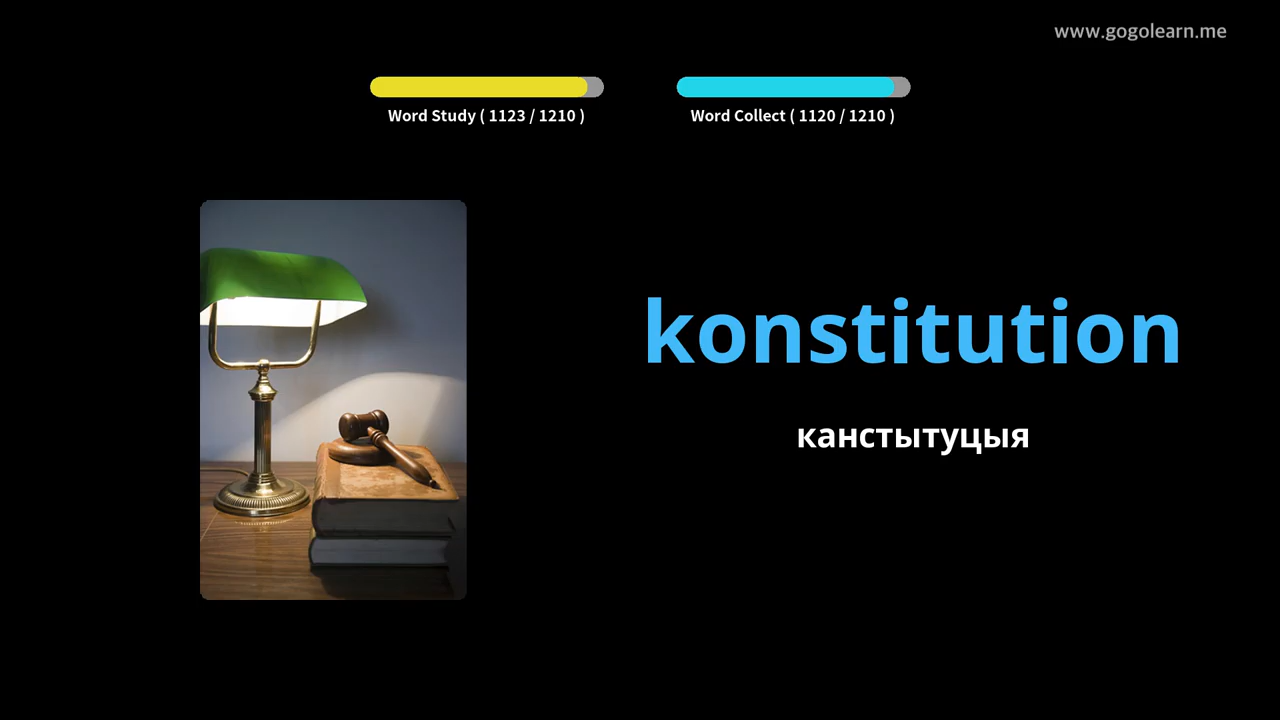 www.gogolearn.me
Word Study ( 1123 / 1210 )
Word Collect ( 1120 / 1210 )
konstitution
канстытуцыя